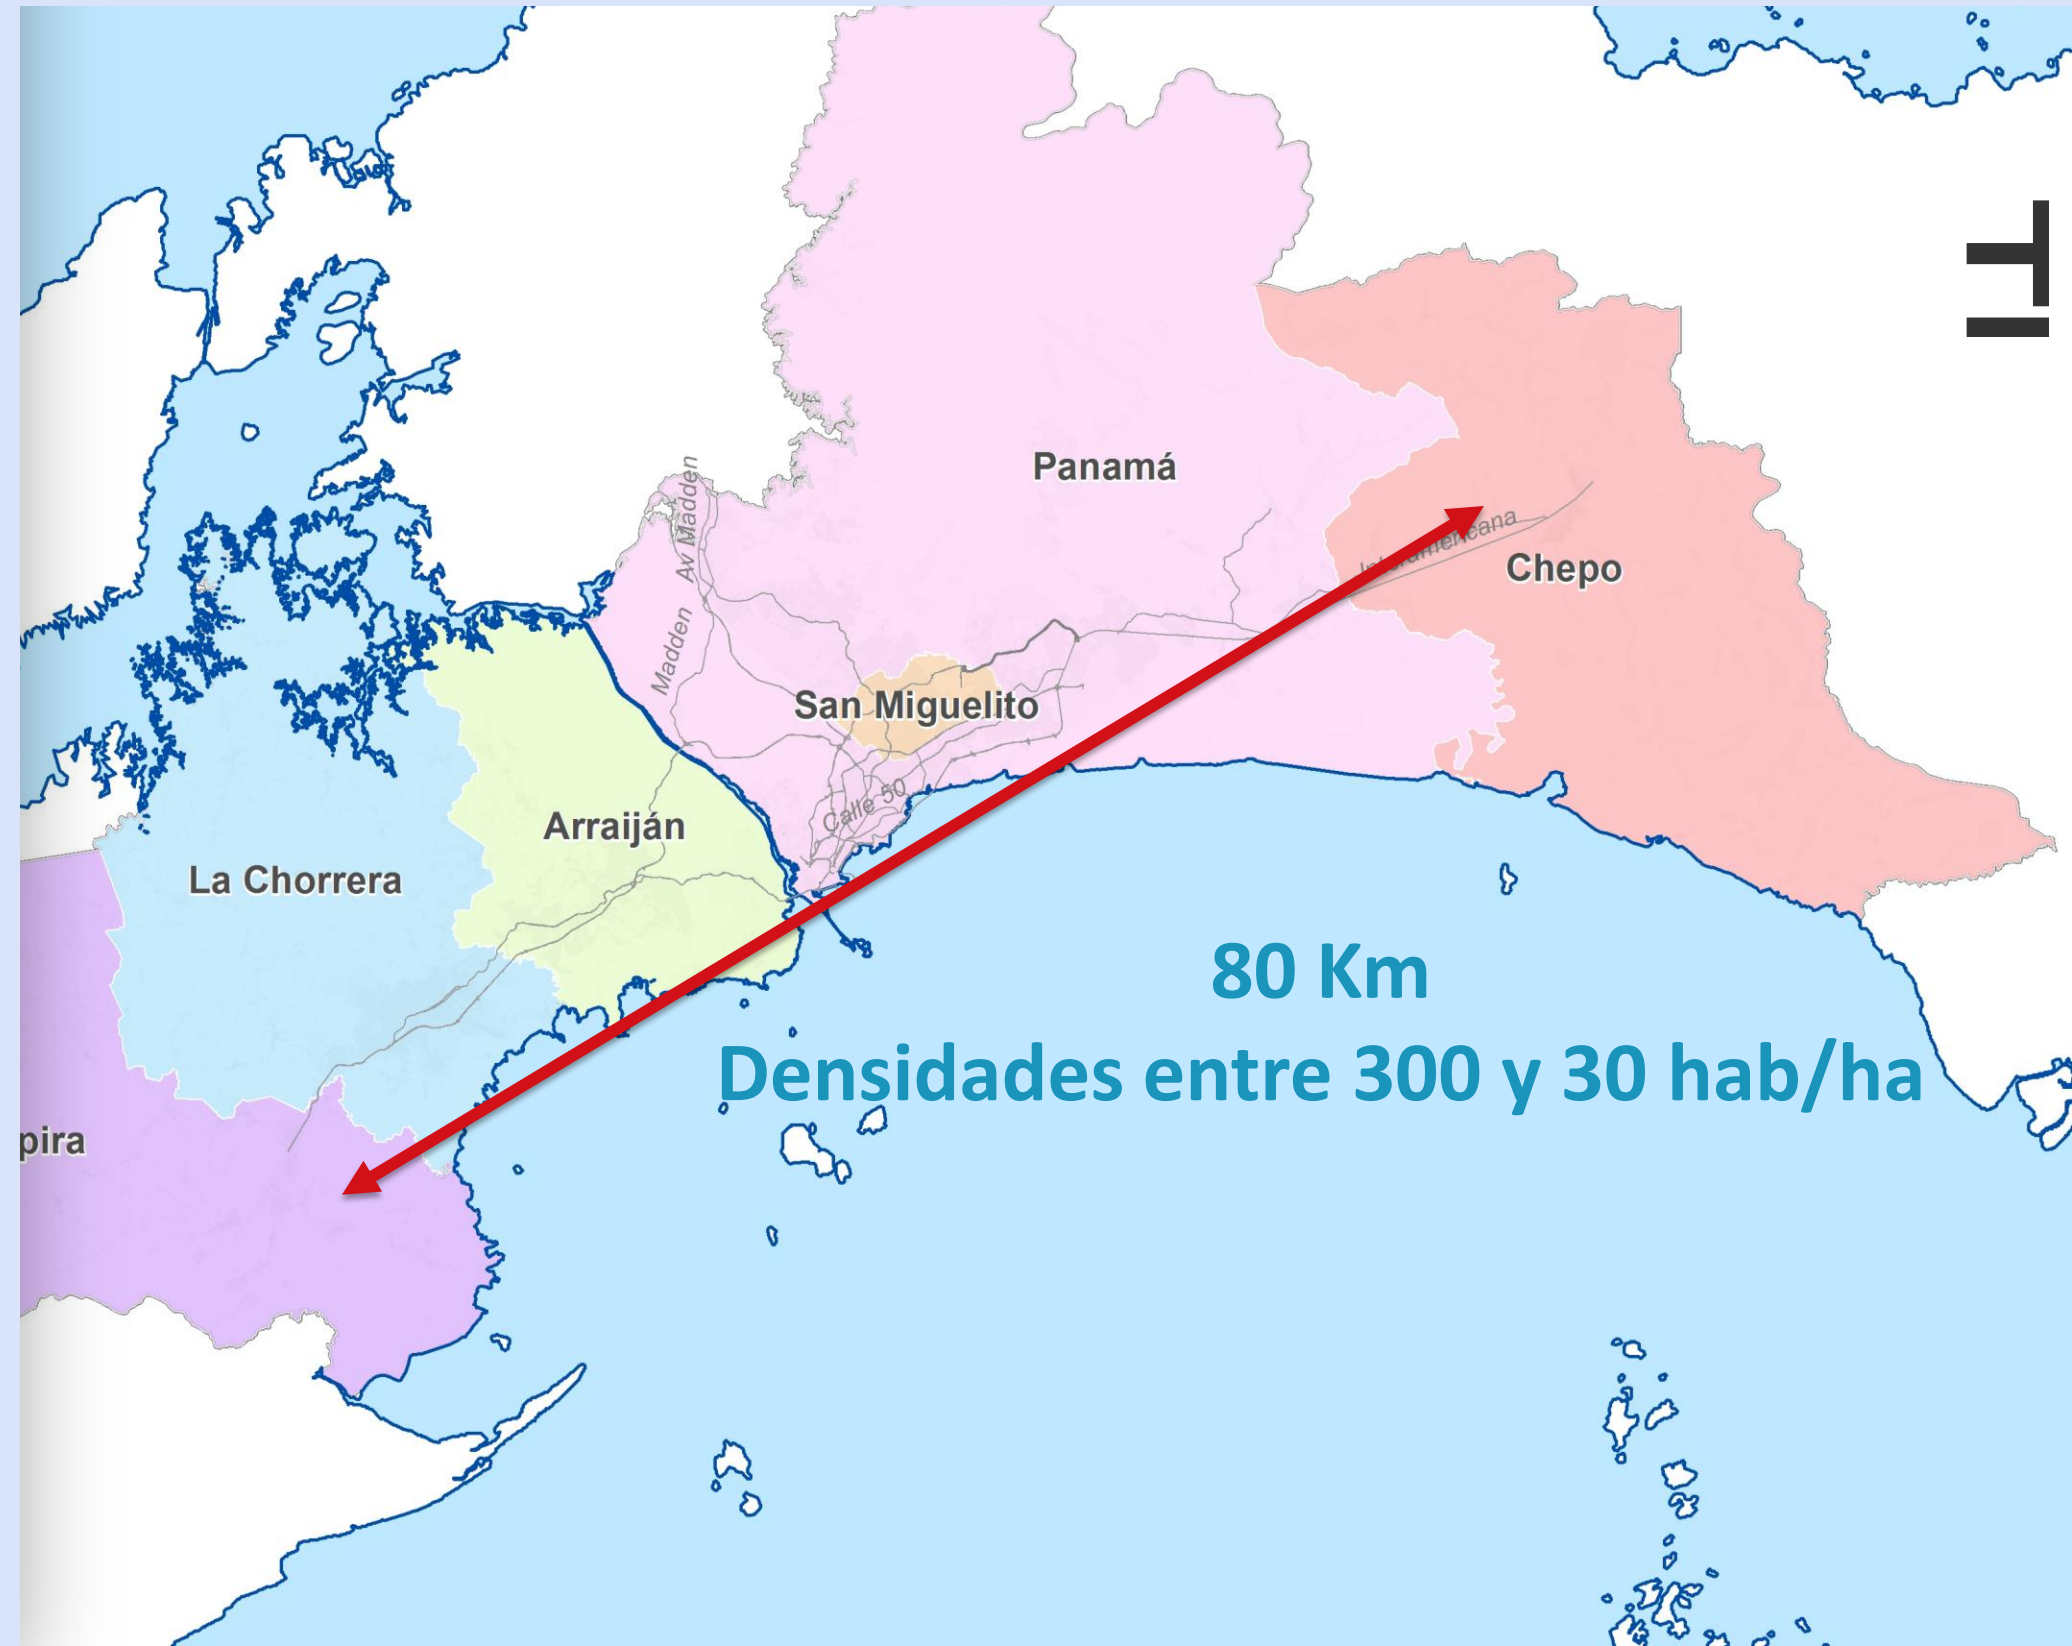 Panamá
Av Madden
Interamericana
Chepo
Madden
San Miguelito
Calle 50
Arraiján
La Chorrera
80 Km
Densidades entre 300 y 30 hab/ha
pira